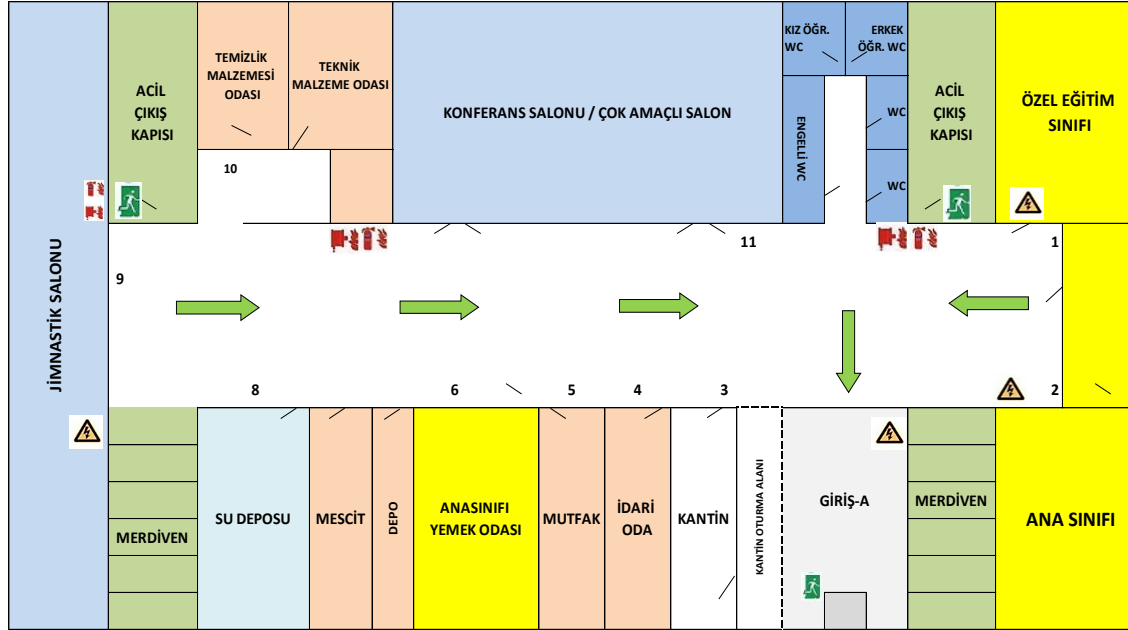 KIZ ÖĞR.
WC
ERKEK
ÖĞR. WC
TEMİZLİK
MALZEMESİ
ODASI
TEKNİK
MALZEME ODASI
ACİL
ÇIKIŞ
KAPISI
KONFERANS SALONU / ÇOK AMAÇLI SALON
ENGELLİ WC
WC
WC
ACİL
ÇIKIŞ
KAPISI
ÖZEL EĞİTİM
SINIFI
10
11
1
9
JİMNASTİK SALONU
8
6
5
4
3
2
MERDİVEN
SU DEPOSU
MESCİT
DEPO
ANASINIFI
YEMEK ODASI
MUTFAK
İDARİ
ODA
KANTİN
KANTİN OTURMA ALANI
GİRİŞ-A
MERDİVEN
ANA SINIFI